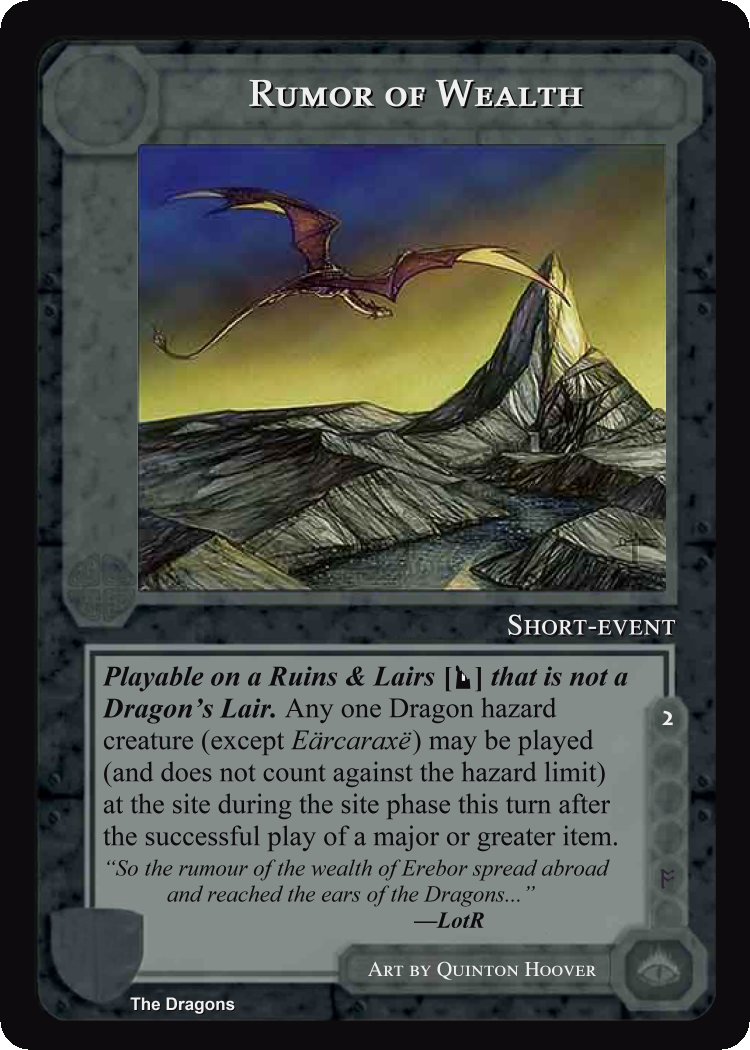 Rumor of Wealth
Short-event
Playable on a Ruins & Lairs [ ] that is not a
Dragon's Lair. Any one Dragon hazard
creature (except Eärcaraxë) may be played
(and does not count against the hazard limit)
at the site during the site phase this turn after
the successful play of a major or greater item.
2
"So the rumour of the wealth of Erebor spread abroad
and reached the ears of the Dragons..."
—LotR
ᚩ
Art by Quinton Hoover
The Dragons